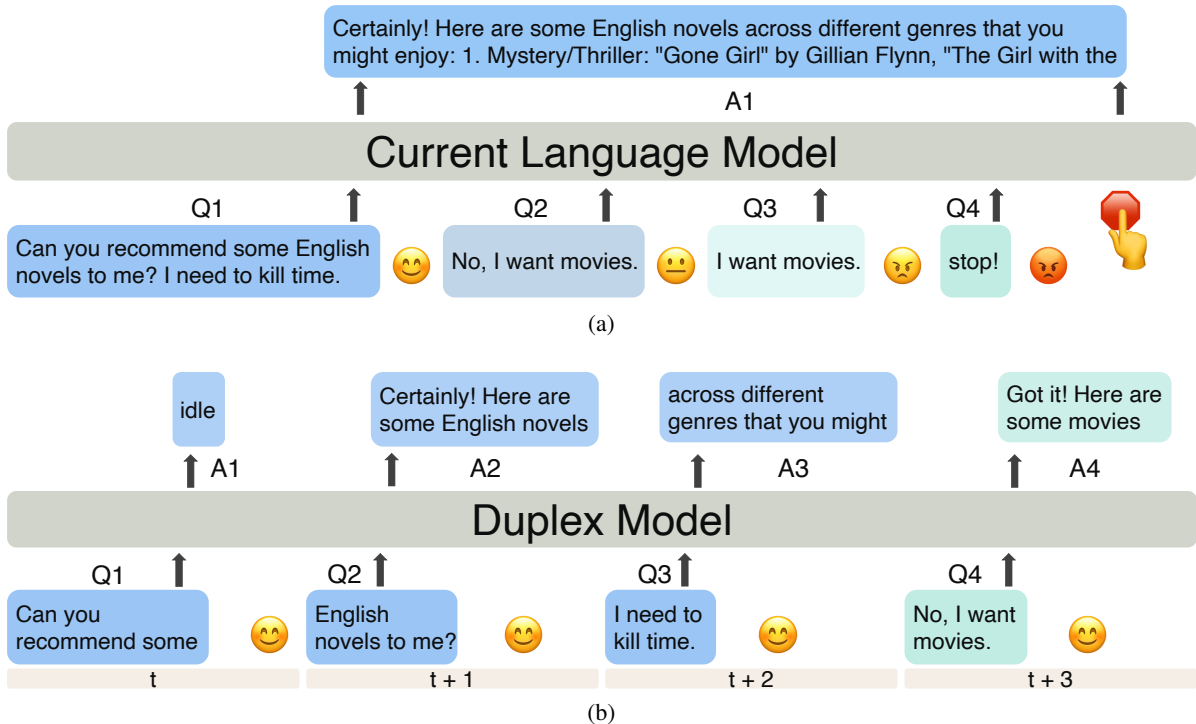 Certainly! Here are some English novels across different genres that you
might enjoy: 1. Mystery/Thriller: "Gone Girl" by Gillian Flynn, "The Girl with the
A1
Current Language Model
Q1
Q2
Q3
Q4
Can you recommend some English
novels to me? I need to kill time.
No, I want movies.
I want movies.
stop!
(a)
idle
Certainly! Here are
some English novels
across different
genres that you might
Got it! Here are
some movies
A1
A2
A3
A4
Duplex Model
Q1
Q2
Q3
Q4
Can you
recommend some
English
novels to me?
I need to
kill time.
No, I want
movies.
t
t + 1
t + 2
t + 3
(b)